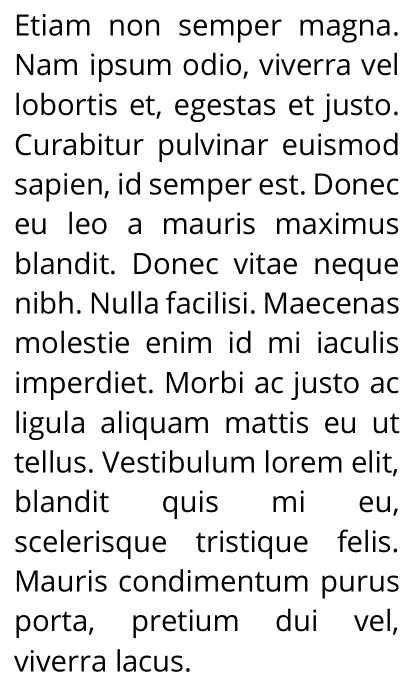 Etiam non semper magna.
Nam ipsum odio, viverra vel
lobortis et, egestas et justo.
Curabitur pulvinar euismod
sapien, id semper est. Donec
eu leo a mauris maximus
blandit. Donec vitae neque
nibh. Nulla facilisi. Maecenas
molestie enim id mi iaculis
imperdiet. Morbi ac justo ac
ligula aliquam mattis eu ut
tellus. Vestibulum lorem elit,
blandit quis mi eu,
scelerisque tristique felis.
Mauris condimentum purus
porta, pretium dui vel,
viverra lacus.